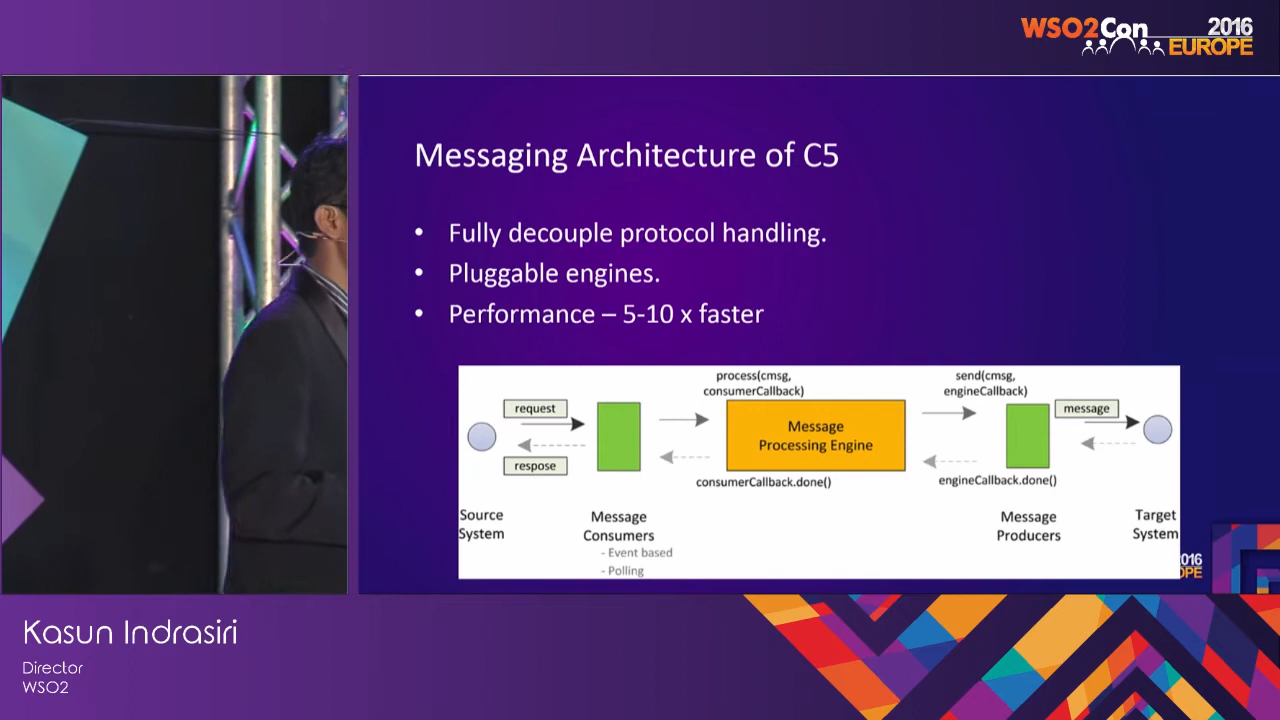 WSO2Con 2016
EUROPE
Messaging Architecture of C5
• Fully decouple protocol handling.
• Pluggable engines.
• Performance – 5-10 x faster
process(cmsg,
consumerCallback)
send(cmsg,
engineCallback)
request
message
Message
Processing Engine
respose
consumerCallback.done()
engineCallback.done()
Source
System
Message
Consumers
- Event based
- Polling
Message
Producers
Target
System
016
OPE
Kasun Indrasiri
Director
WSO2